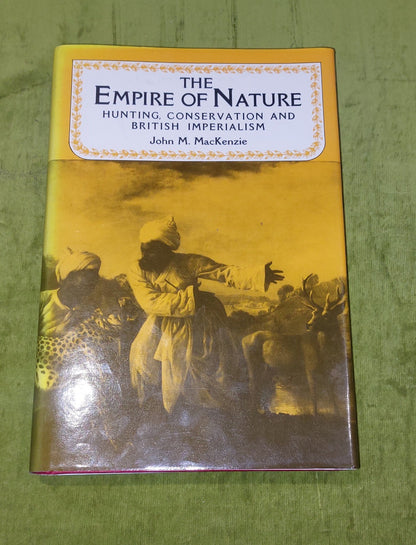 THE
EMPIRE OF NATURE
HUNTING, CONSERVATION AND
BRITISH IMPERIALISM
John M. MacKenzie